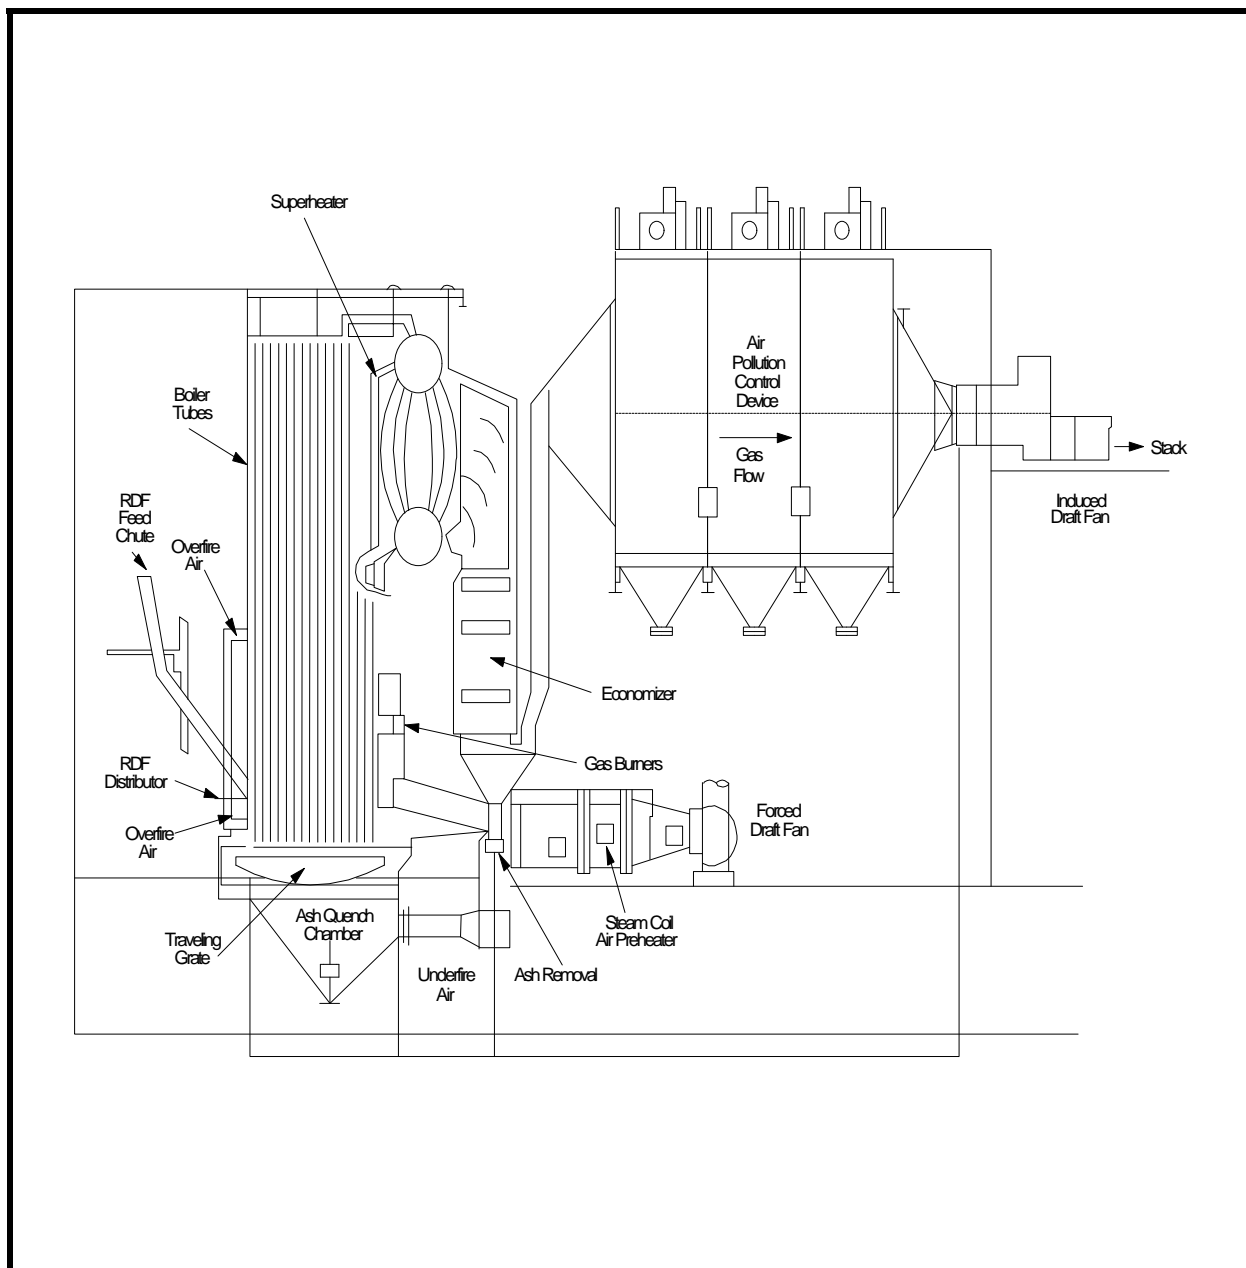 Superheater
Air
Pollution
Control
Device
Boiler
Tubes
Gas
Flow
Stack
RDF
Feed
Chute
Induced
Draft Fan
Overfire
Air
Economizer
RDF
Distributor
Gas Burners
Overfire
Air
Forced
Draft Fan
Ash Quench
Chamber
Steam Coil
Air Preheater
Traveling
Grate
Underfire
Air
Ash Removal